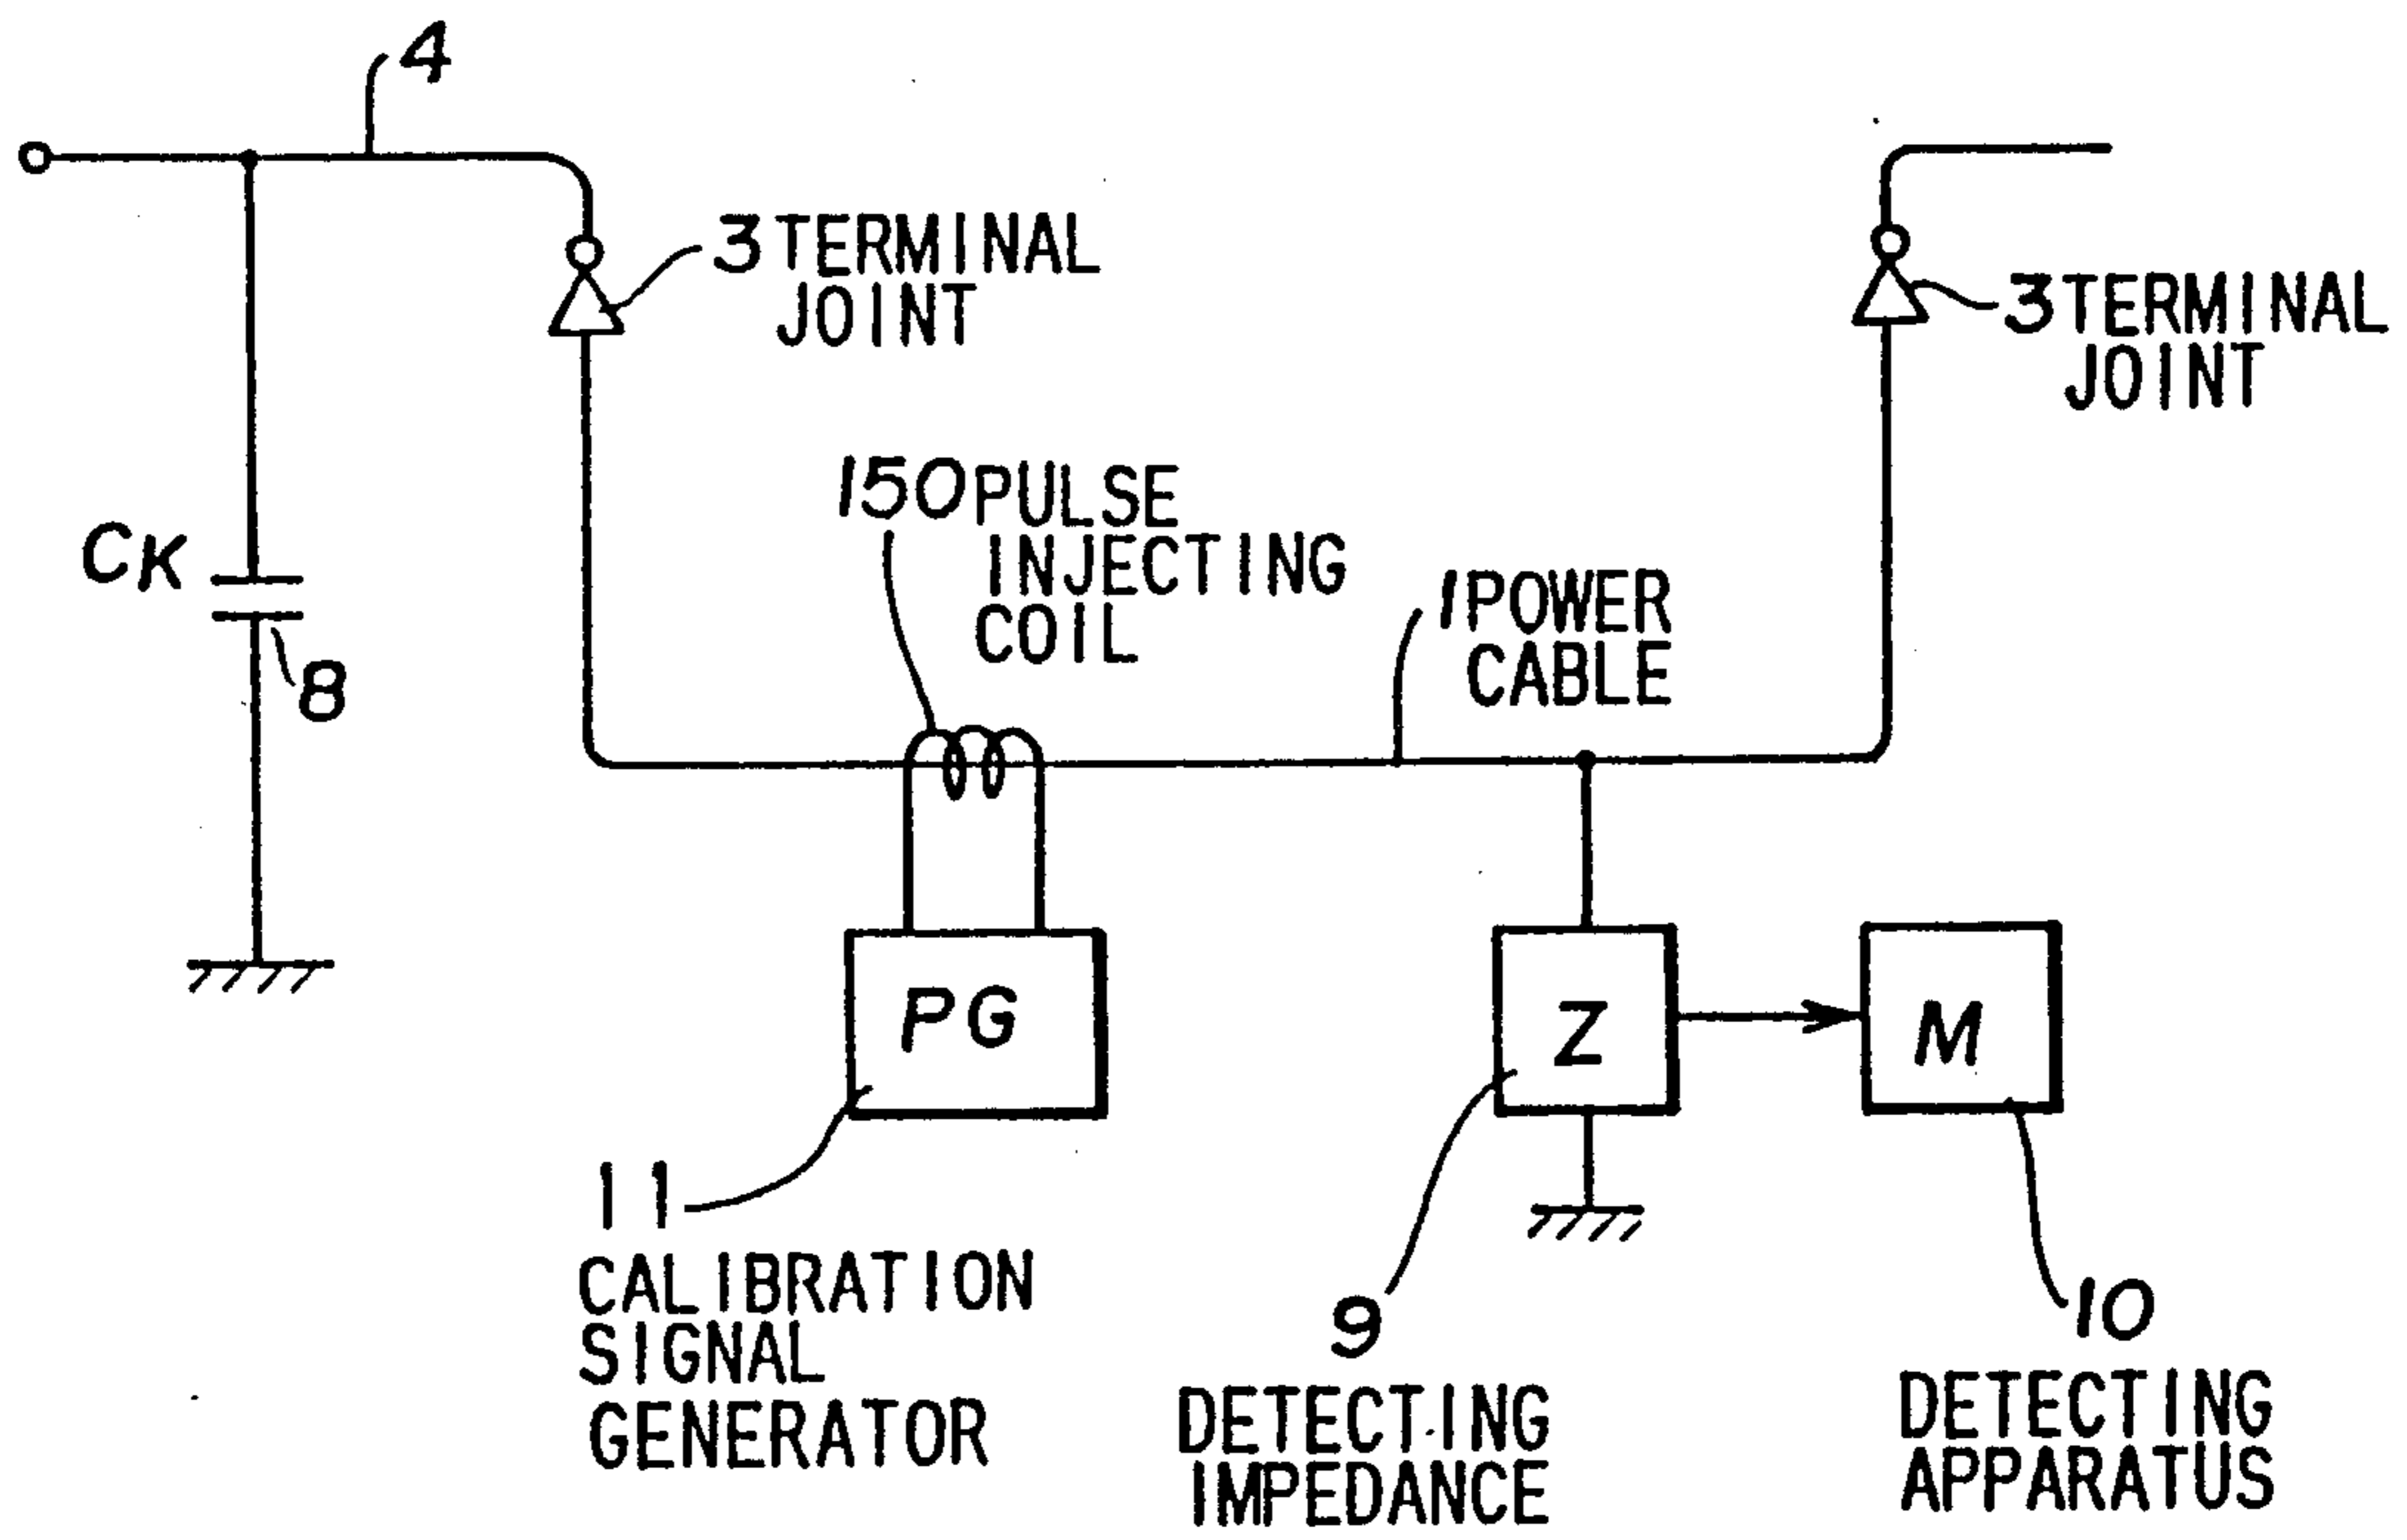 4
3 TERMINAL
JOINT
3 TERMINAL
JOINT
150 PULSE
INJECTING
COIL
CK
8
1 POWER
CABLE
PG
Z
M
11
CALIBRATION
SIGNAL
GENERATOR
9
DETECTING
IMPEDANCE
10
DETECTING
APPARATUS